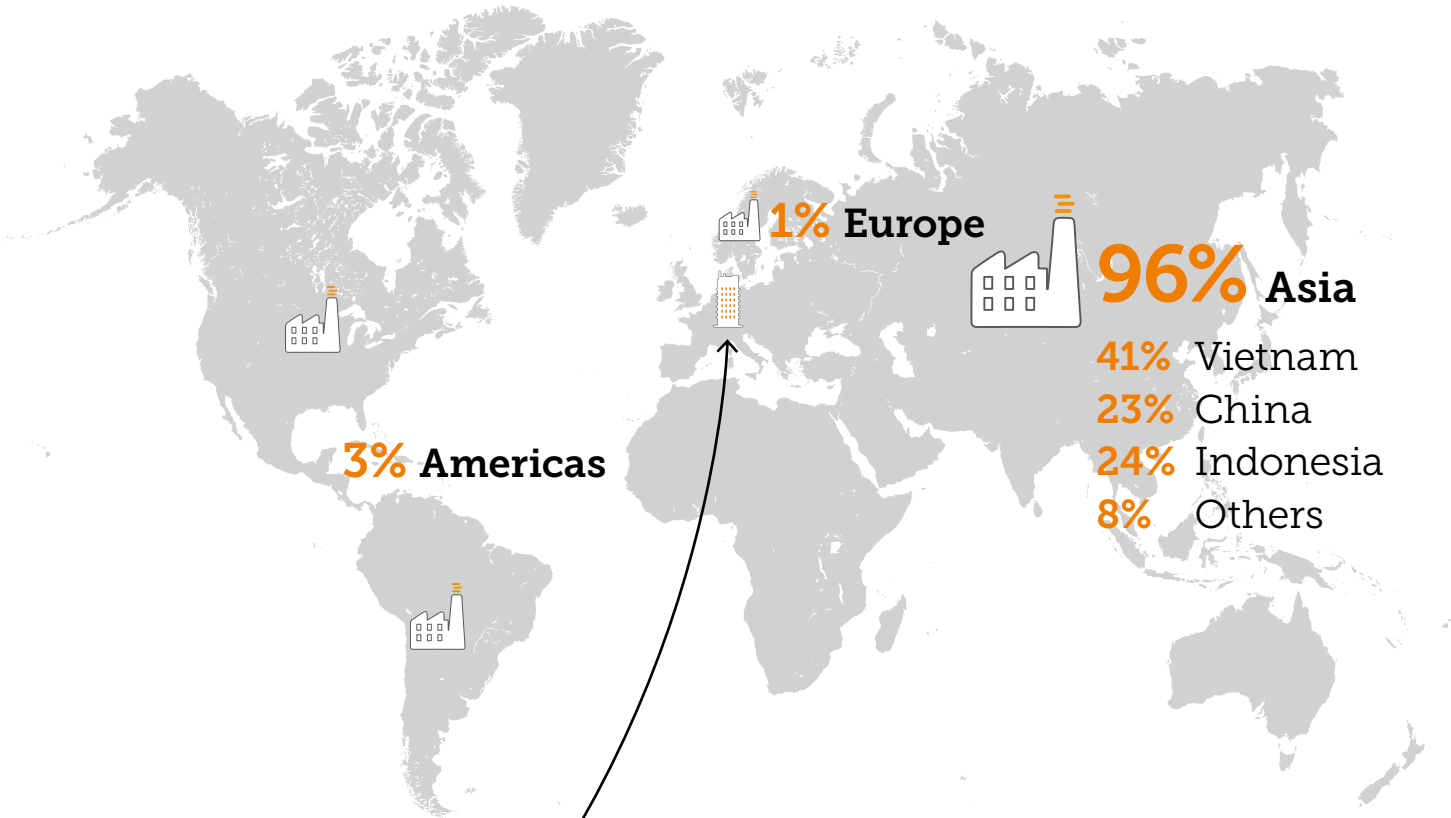 1% Europe
96% Asia
41% Vietnam
23% China
24% Indonesia
8% Others
3% Americas